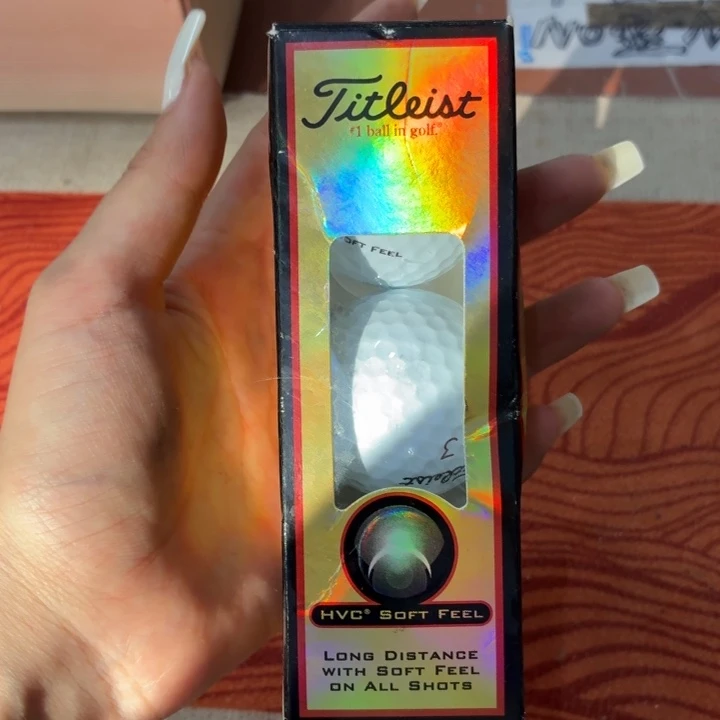 Titleist
#1 ball in golf.®
SOFT FEEL
3
Titleist
HVC® SOFT FEEL
LONG DISTANCE
WITH SOFT FEEL
ON ALL SHOTS